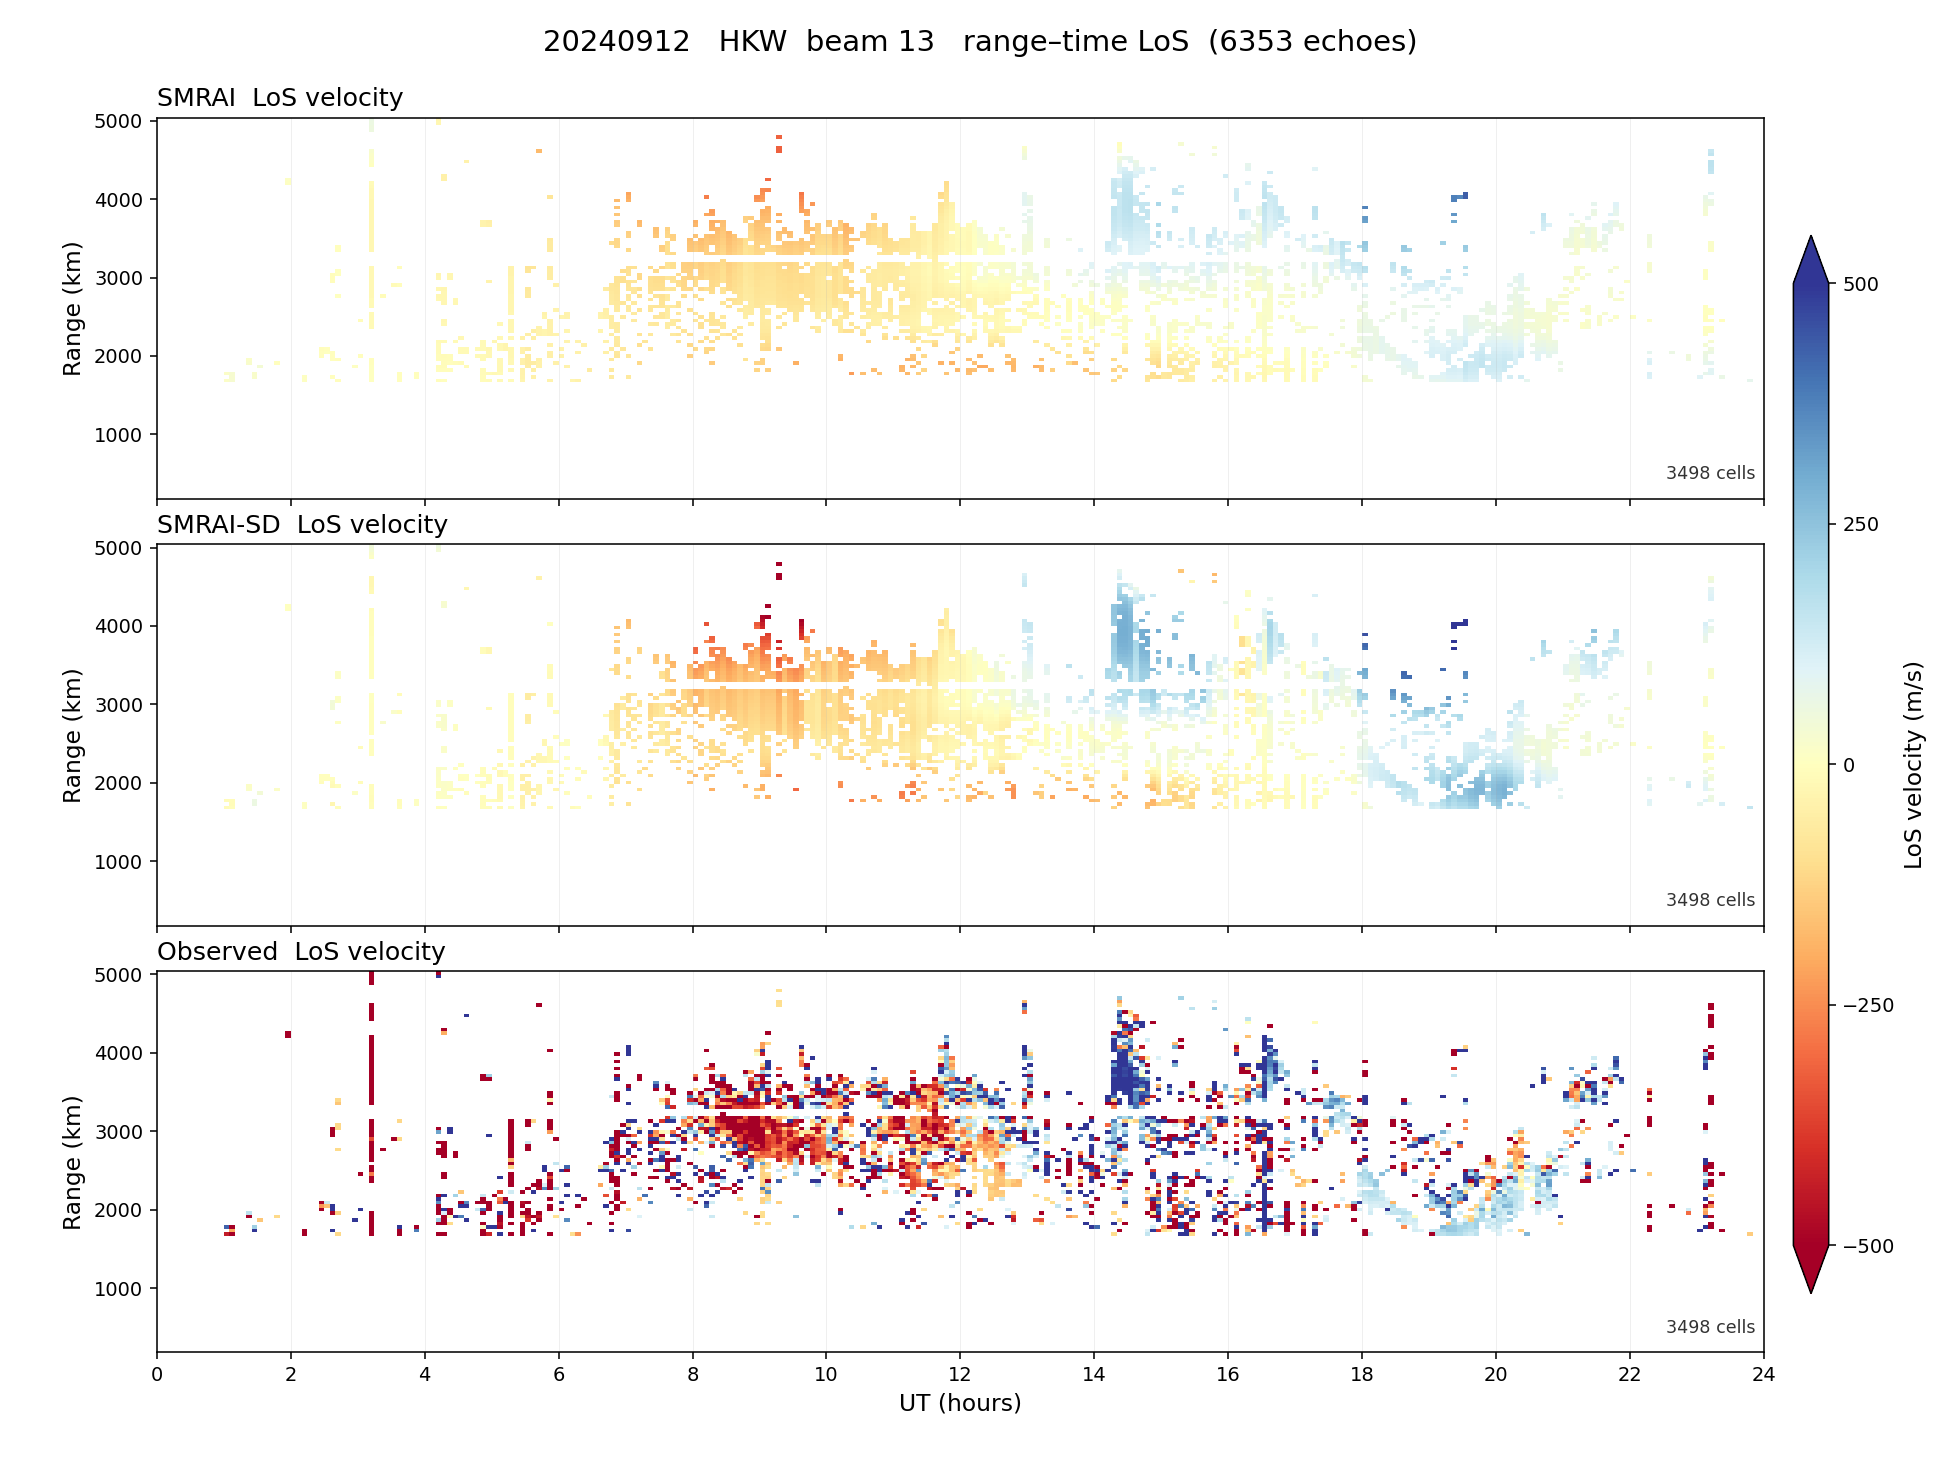 20240912   HKW  beam 13   range–time LoS  (6353 echoes)
SMRAI  LoS velocity
5000
4000
3000
2000
1000
Range (km)
3498 cells
SMRAI-SD  LoS velocity
5000
4000
3000
2000
1000
Range (km)
3498 cells
Observed  LoS velocity
5000
4000
3000
2000
1000
Range (km)
3498 cells
0 2 4 6 8 10 12 14 16 18 20 22 24
UT (hours)
500
250
0
−250
−500
LoS velocity (m/s)